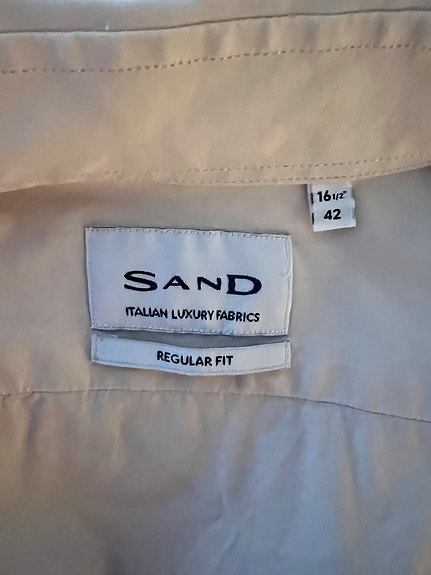 16 1/2"
42
SAND
ITALIAN LUXURY FABRICS
REGULAR FIT